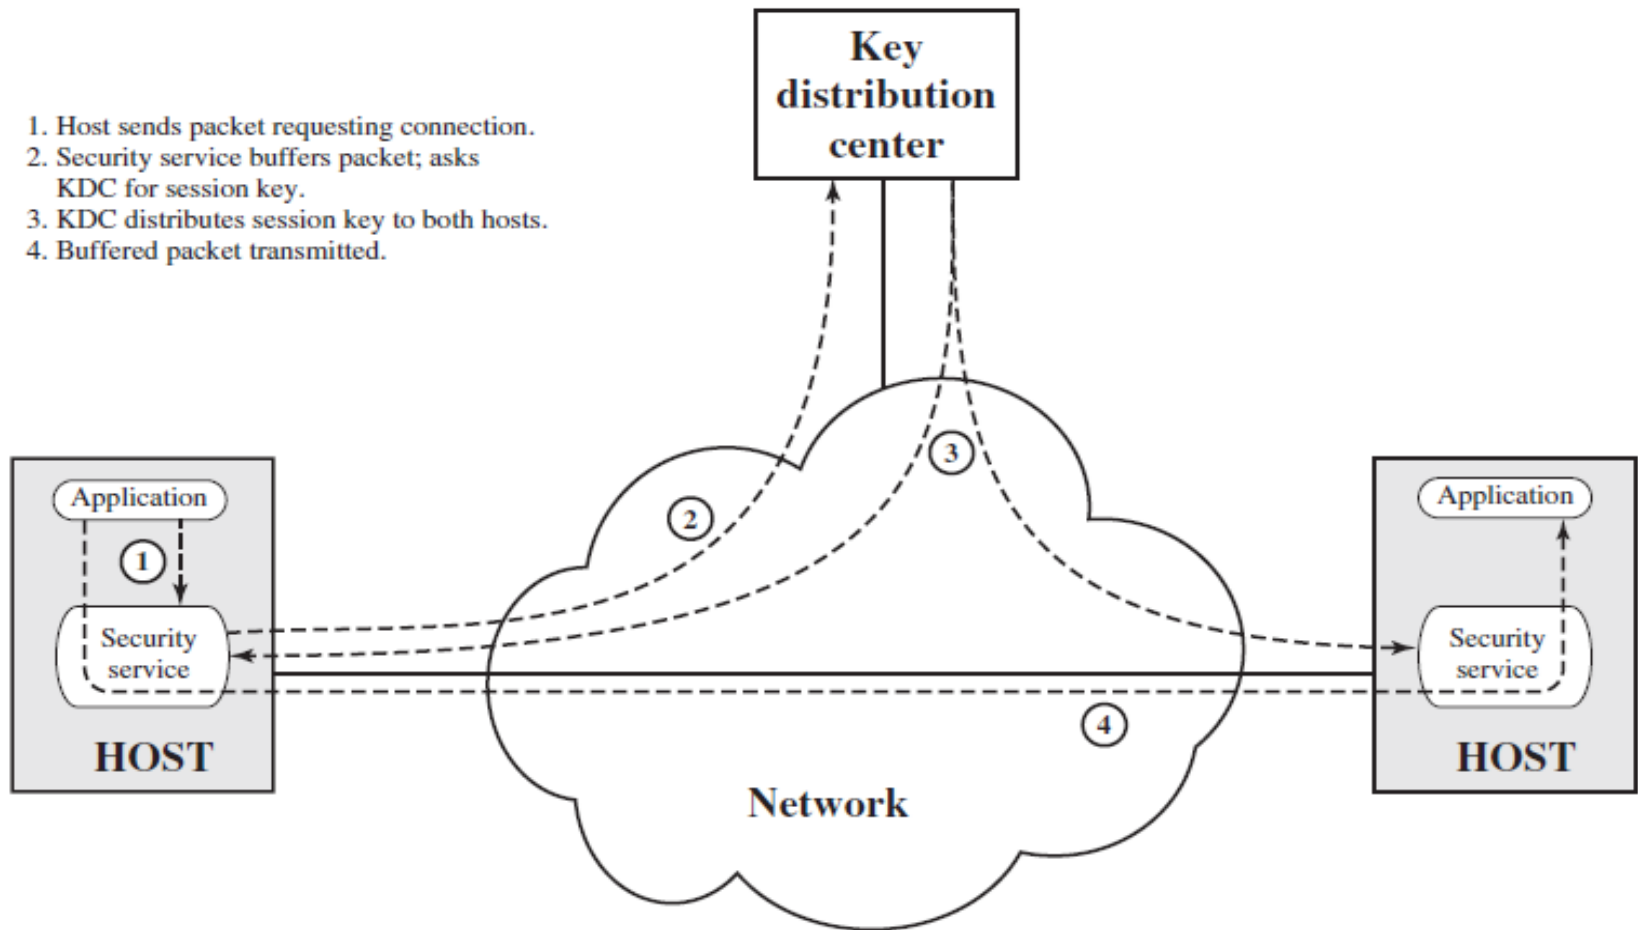 Key
distribution
center
1. Host sends packet requesting connection.
2. Security service buffers packet; asks
KDC for session key.
3. KDC distributes session key to both hosts.
4. Buffered packet transmitted.
3
2
Application
1
Security
service
HOST
Application
Security
service
HOST
4
Network